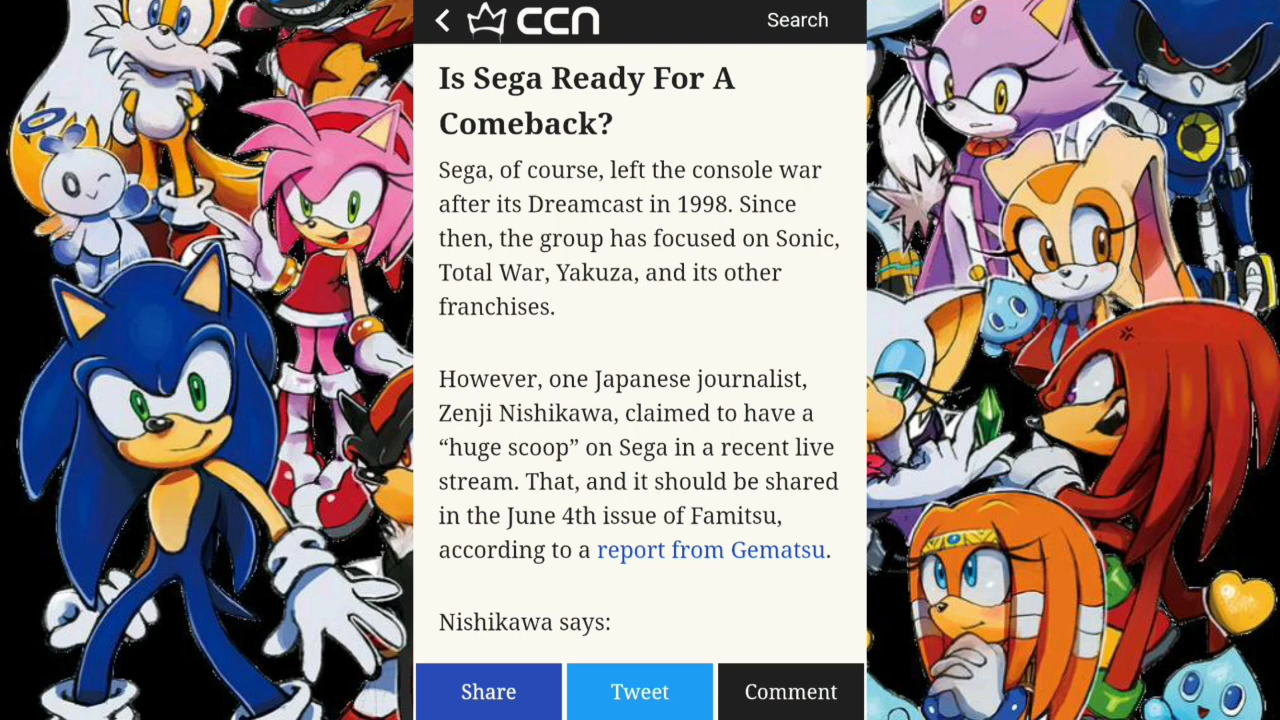 CCN
Search
Is Sega Ready For A
Comeback?
Sega, of course, left the console war
after its Dreamcast in 1998. Since
then, the group has focused on Sonic,
Total War, Yakuza, and its other
franchises.
However, one Japanese journalist,
Zenji Nishikawa, claimed to have a
“huge scoop” on Sega in a recent live
stream. That, and it should be shared
in the June 4th issue of Famitsu,
according to a report from Gematsu.
Nishikawa says:
Share
Tweet
Comment